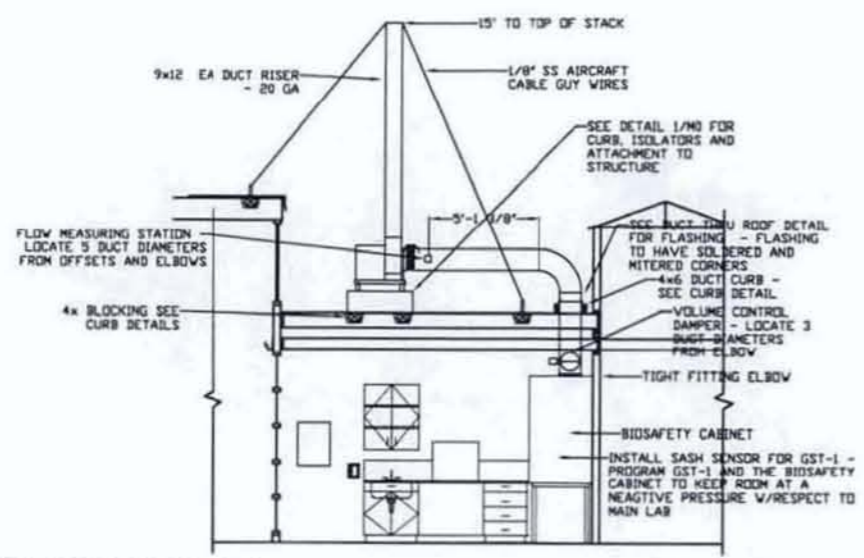 15' TO TOP OF STACK
9x12 EA DUCT RISER
- 20 GA
1/8" SS AIRCRAFT
CABLE GUY WIRES
SEE DETAIL 1/M0 FOR
CURB, ISOLATORS AND
ATTACHMENT TO
STRUCTURE
FLOW MEASURING STATION
LOCATE 5 DUCT DIAMETERS
FROM OFFSETS AND ELBOWS
SEE DUCT THRU ROOF DETAIL
FOR FLASHING - FLASHING
TO HAVE SOLDERED AND
MITERED CORNERS
4x6 DUCT CURB -
SEE CURB DETAIL
4x BLOCKING SEE
CURB DETAILS
VOLUME CONTROL
DAMPER - LOCATE 3
DUCT DIAMETERS
FROM ELBOW
TIGHT FITTING ELBOW
BIOSAFETY CABINET
INSTALL SASH SENSOR FOR GST-1 -
PROGRAM GST-1 AND THE BIOSAFETY
CABINET TO KEEP ROOM AT A
NEAGTIVE PRESSURE W/RESPECT TO
MAIN LAB